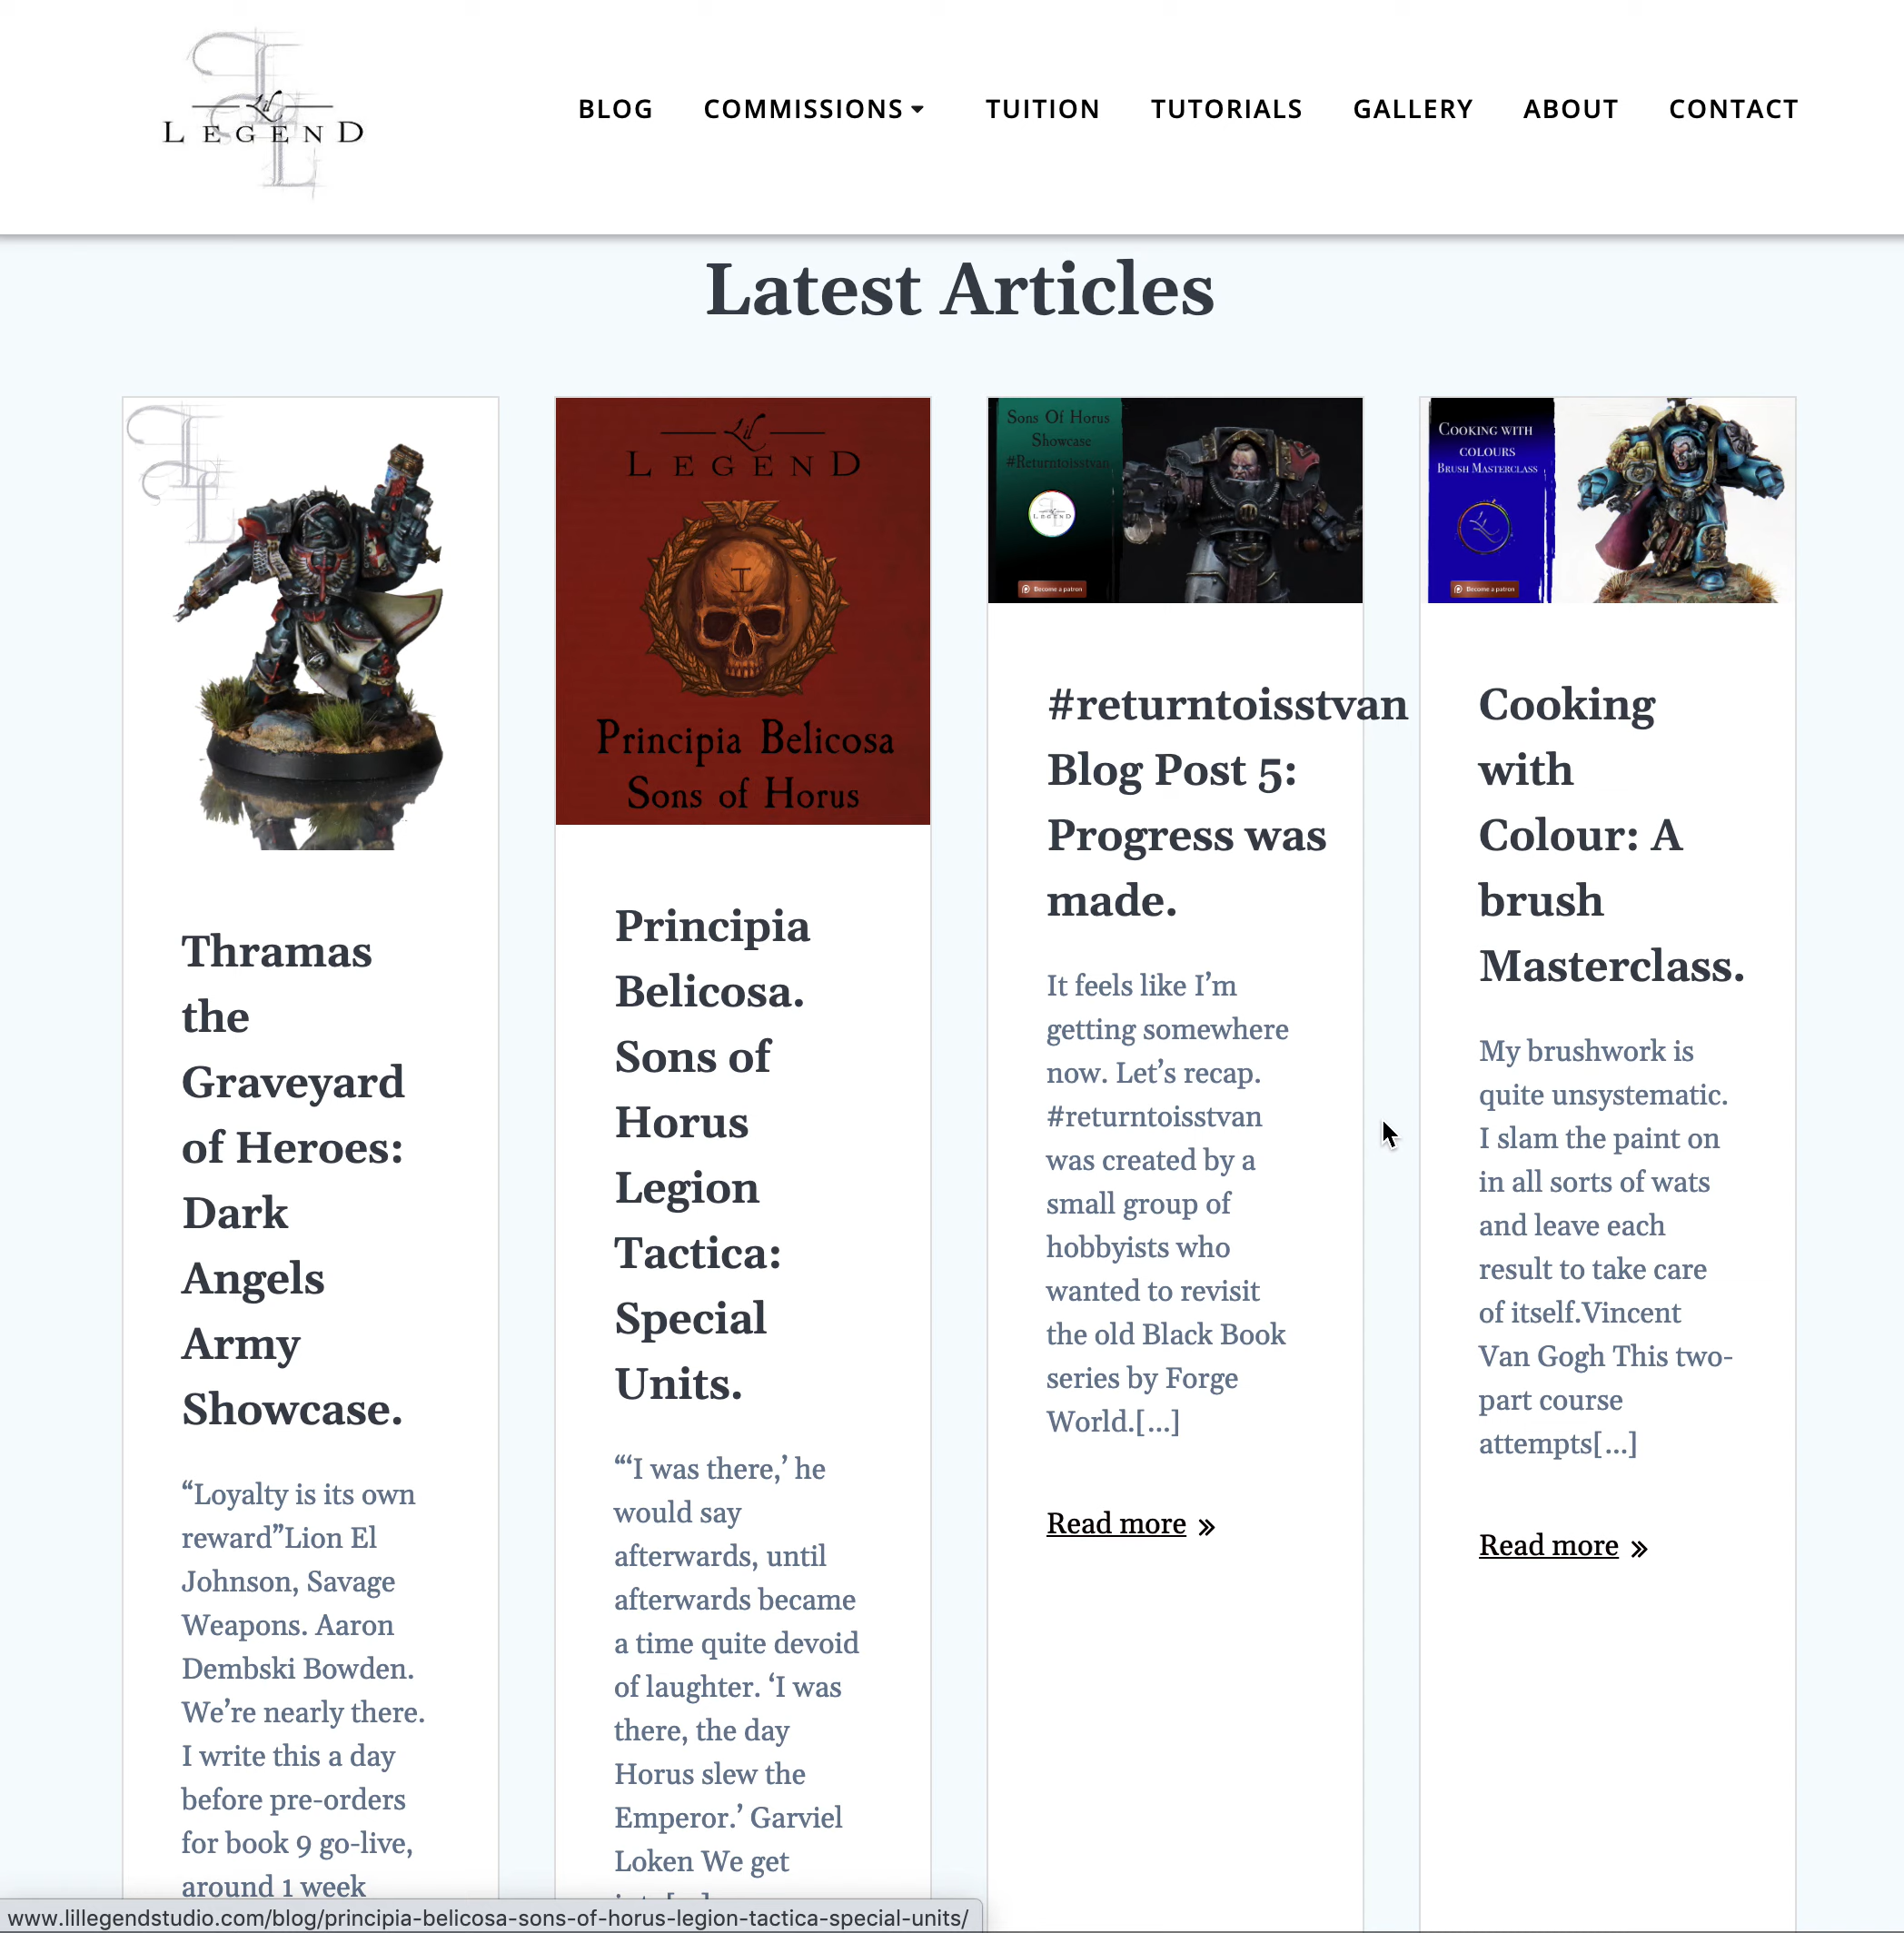 Lil
LEGEND
BLOG
COMMISSIONS
TUITION
TUTORIALS
GALLERY
ABOUT
CONTACT
Latest Articles
Lil
LEGEND
I
Principia Belicosa
Sons of Horus
Sons Of Horus
Showcase
#Returntoisstvan
LEGEND
Become a patron
COOKING WITH
COLOURS
BRUSH MASTERCLASS
Become a patron
Thramas
the
Graveyard
of Heroes:
Dark
Angels
Army
Showcase.
“Loyalty is its own
reward”Lion El
Johnson, Savage
Weapons. Aaron
Dembski Bowden.
We’re nearly there.
I write this a day
before pre-orders
for book 9 go-live,
around 1 week
Principia
Belicosa.
Sons of
Horus
Legion
Tactica:
Special
Units.
“‘I was there,’ he
would say
afterwards, until
afterwards became
a time quite devoid
of laughter. ‘I was
there, the day
Horus slew the
Emperor.’ Garviel
Loken We get
#returntoisstvan
Blog Post 5:
Progress was
made.
It feels like I’m
getting somewhere
now. Let’s recap.
#returntoisstvan
was created by a
small group of
hobbyists who
wanted to revisit
the old Black Book
series by Forge
World.[...]
Read more »
Cooking
with
Colour: A
brush
Masterclass.
My brushwork is
quite unsystematic.
I slam the paint on
in all sorts of wats
and leave each
result to take care
of itself.Vincent
Van Gogh This two-
part course
attempts[...]
Read more »
www.lillegendstudio.com/blog/principia-belicosa-sons-of-horus-legion-tactica-special-units/